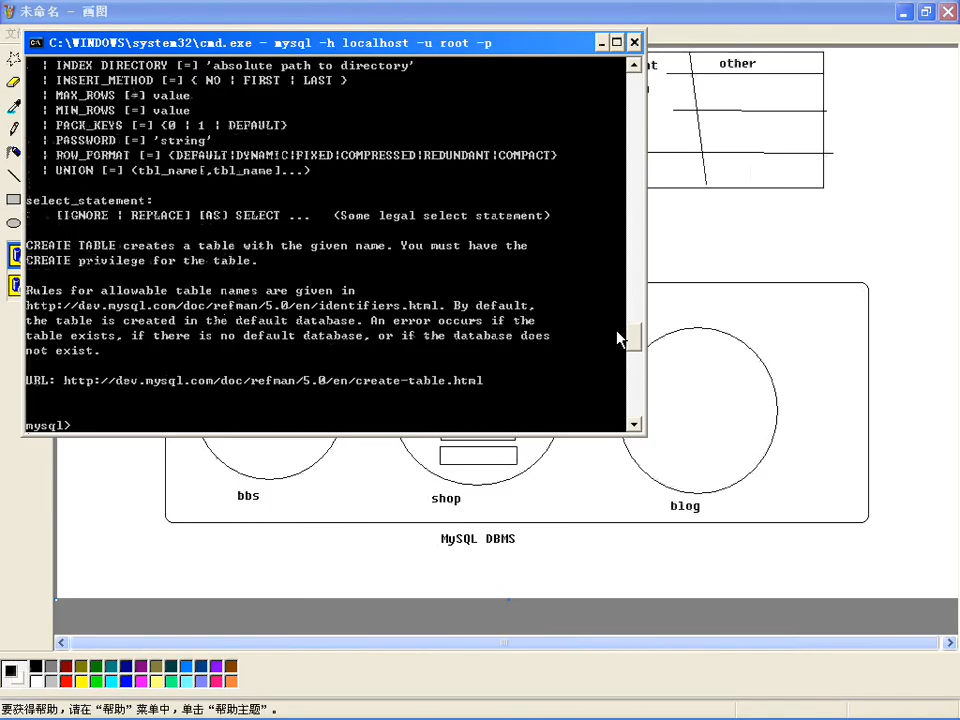 未命名 - 画图
C:\WINDOWS\system32\cmd.exe - mysql -h localhost -u root -p
| INDEX DIRECTORY [=] 'absolute path to directory'
| INSERT_METHOD [=] { NO | FIRST | LAST }
| MAX_ROWS [=] value
| MIN_ROWS [=] value
| PACK_KEYS [=] {0 | 1 | DEFAULT}
| PASSWORD [=] 'string'
| ROW_FORMAT [=] {DEFAULT|DYNAMIC|FIXED|COMPRESSED|REDUNDANT|COMPACT}
| UNION [=] (tbl_name[,tbl_name]...)
select_statement:
[IGNORE | REPLACE] [AS] SELECT ... (Some legal select statement)
CREATE TABLE creates a table with the given name. You must have the
CREATE privilege for the table.
Rules for allowable table names are given in
http://dev.mysql.com/doc/refman/5.0/en/identifiers.html. By default,
the table is created in the default database. An error occurs if the
table exists, if there is no default database, or if the database does
not exist.
URL: http://dev.mysql.com/doc/refman/5.0/en/create-table.html
mysql>
other
bbs
shop
blog
MySQL DBMS
要获得帮助，请在“帮助”菜单中，单击“帮助主题”。